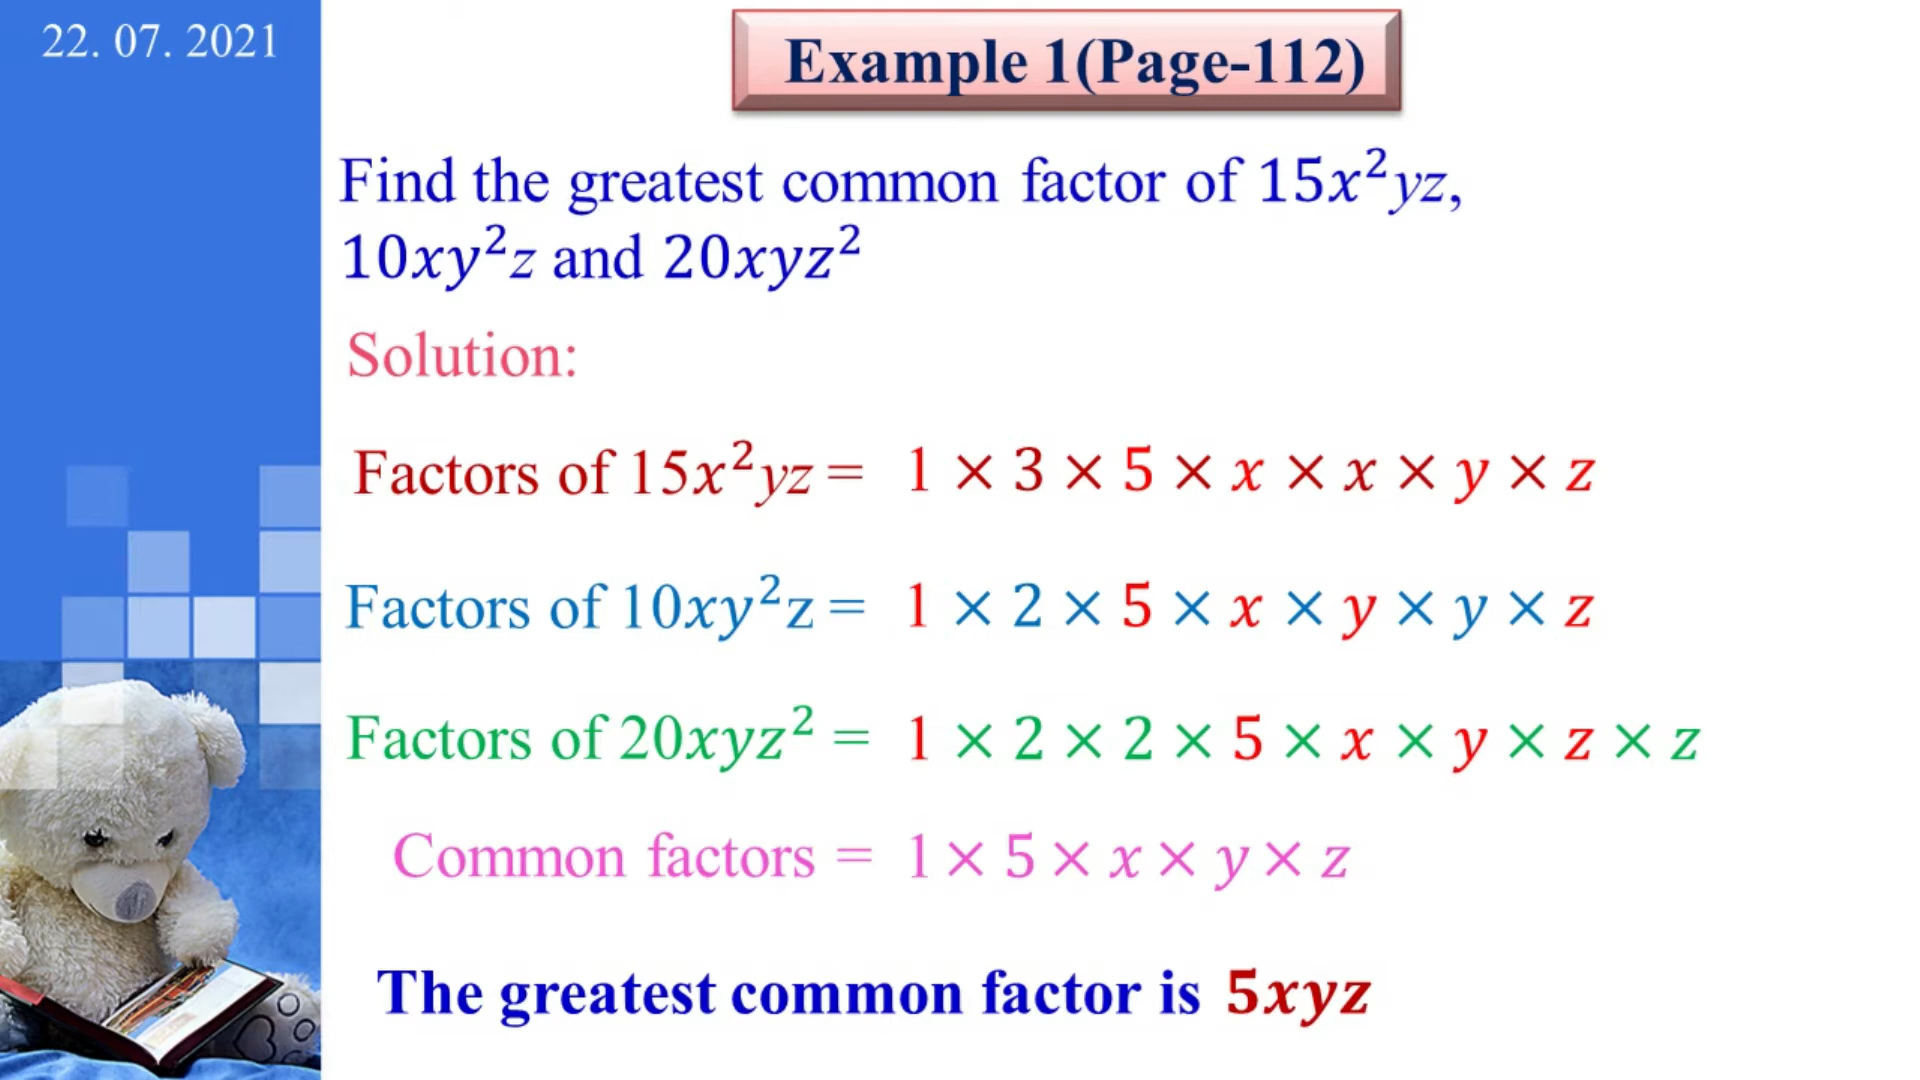 22. 07. 2021
Example 1(Page-112)
Find the greatest common factor of 15x²yz,
10xy²z and 20xyz²
Solution:
Factors of 15x²yz = 1 × 3 × 5 × x × x × y × z
Factors of 10xy²z = 1 × 2 × 5 × x × y × y × z
Factors of 20xyz² = 1 × 2 × 2 × 5 × x × y × z × z
Common factors = 1 × 5 × x × y × z
The greatest common factor is 5xyz